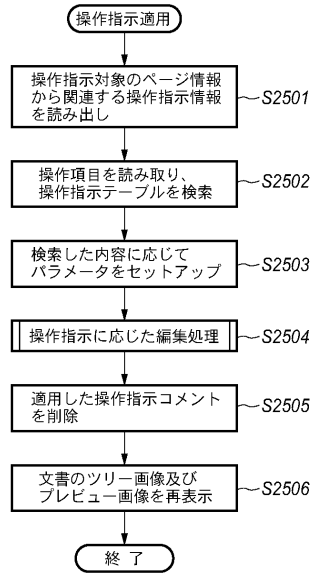 操作指示適用
操作指示対象のページ情報
から関連する操作指示情報
を読み出し
S2501
操作項目を読み取り、
操作指示テーブルを検索
S2502
検索した内容に応じて
パラメータをセットアップ
S2503
操作指示に応じた編集処理
S2504
適用した操作指示コメント
を削除
S2505
文書のツリー画像及び
プレビュー画像を再表示
S2506
終 了